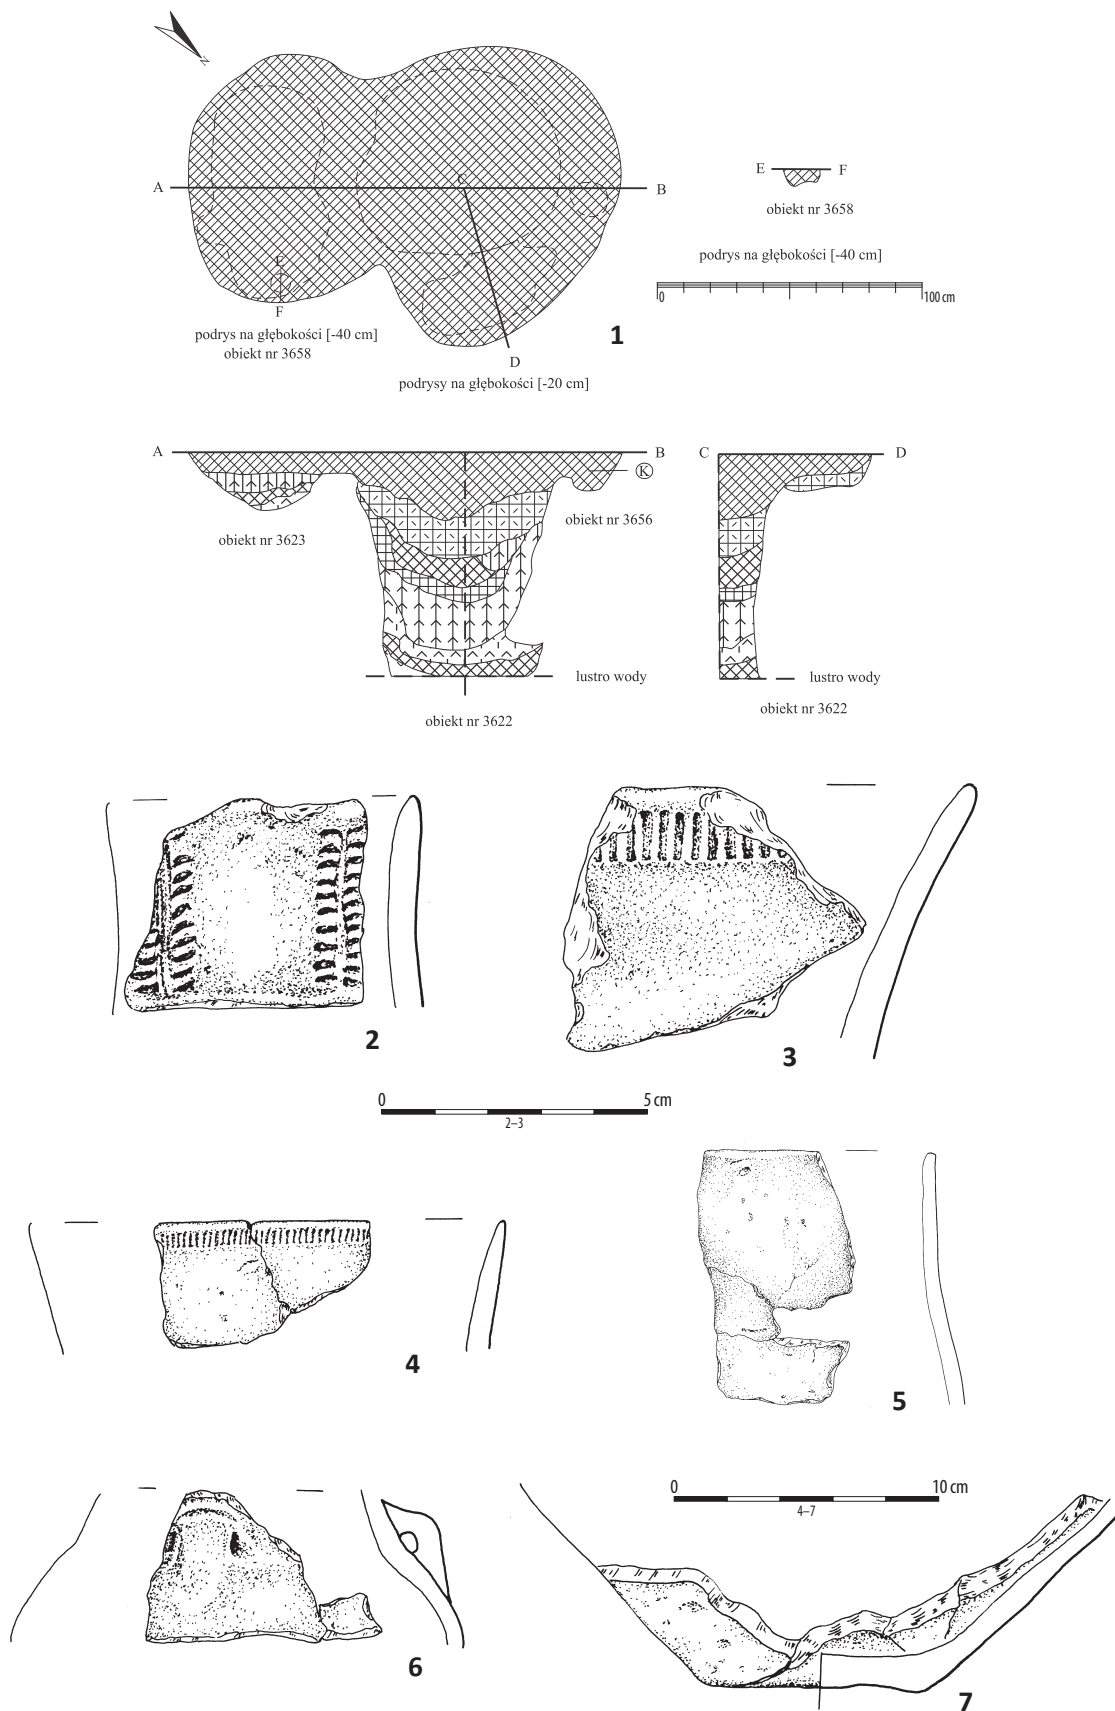 N
A
B
C
E
F
D
podrys na głębokości [-40 cm]
obiekt nr 3658
podrysy na głębokości [-20 cm]
1
E F
obiekt nr 3658
podrys na głębokości [-40 cm]
0 100 cm
A B
K
obiekt nr 3623
obiekt nr 3656
lustro wody
obiekt nr 3622
C D
lustro wody
obiekt nr 3622
2
3
0 5 cm
2–3
4
5
6
0 10 cm
4–7
7